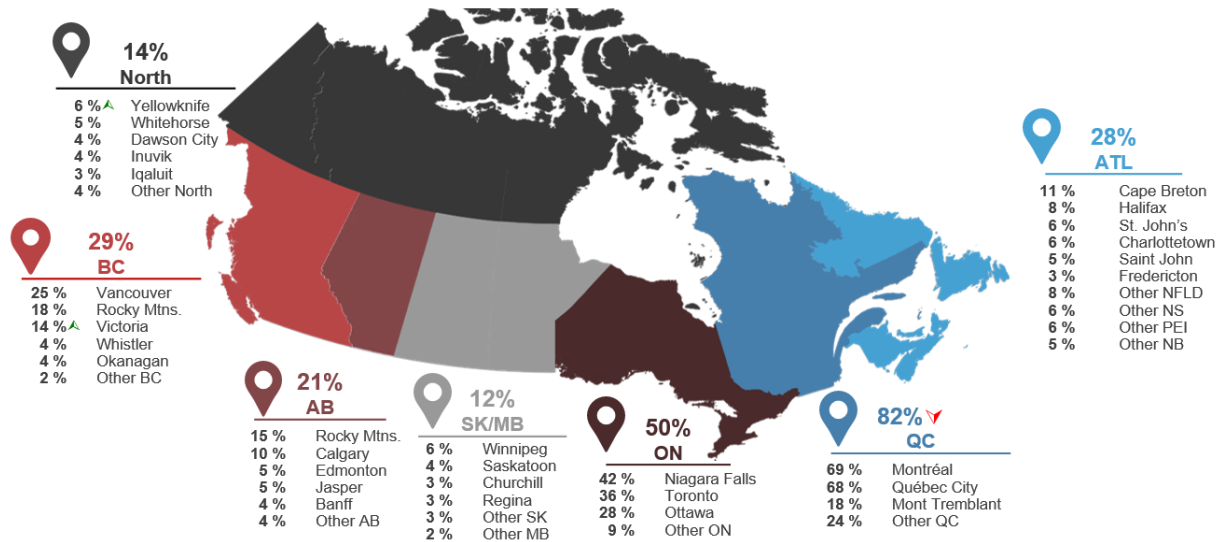 14%
North
6 % Yellowknife
5 % Whitehorse
4 % Dawson City
4 % Inuvik
3 % Iqaluit
4 % Other North
29%
BC
25 % Vancouver
18 % Rocky Mtns.
14 % Victoria
4 % Whistler
4 % Okanagan
2 % Other BC
21%
AB
15 % Rocky Mtns.
10 % Calgary
5 % Edmonton
5 % Jasper
4 % Banff
4 % Other AB
12%
SK/MB
6 % Winnipeg
4 % Saskatoon
3 % Churchill
3 % Regina
3 % Other SK
2 % Other MB
50%
ON
42 % Niagara Falls
36 % Toronto
28 % Ottawa
9 % Other ON
82%
QC
69 % Montréal
68 % Québec City
18 % Mont Tremblant
24 % Other QC
28%
ATL
11 % Cape Breton
8 % Halifax
6 % St. John's
6 % Charlottetown
5 % Saint John
3 % Fredericton
8 % Other NFLD
6 % Other NS
6 % Other PEI
5 % Other NB